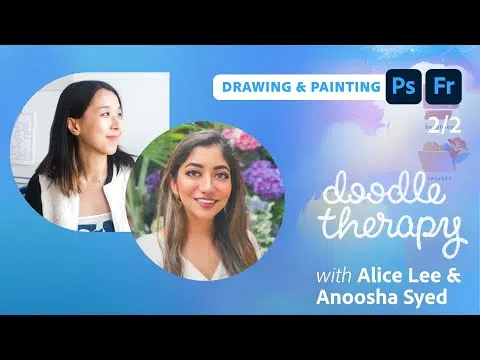 DRAWING & PAINTING Ps Fr
2/2
doodle
therapy
with Alice Lee &
Anoosha Syed